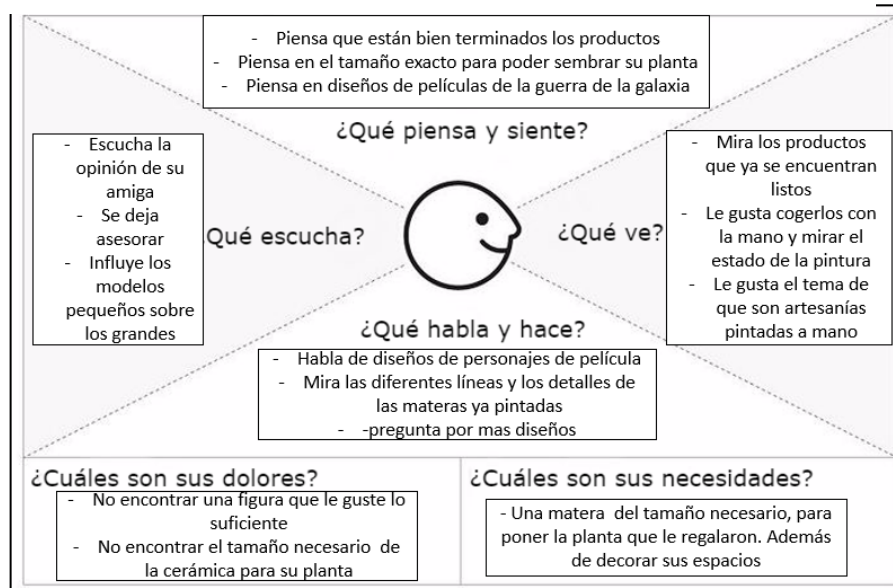 - Piensa que están bien terminados los productos
- Piensa en el tamaño exacto para poder sembrar su planta
- Piensa en diseños de películas de la guerra de la galaxia
¿Qué piensa y siente?
- Escucha la
opinión de su
amiga
- Se deja
asesorar
- Influye los
modelos
pequeños sobre
los grandes
Qué escucha?
¿Qué ve?
- Mira los productos
que ya se encuentran
listos
- Le gusta cogerlos con
la mano y mirar el
estado de la pintura
- Le gusta el tema de
que son artesanías
pintadas a mano
¿Qué habla y hace?
- Habla de diseños de personajes de película
- Mira las diferentes líneas y los detalles de
las materas ya pintadas
- -pregunta por mas diseños
¿Cuáles son sus dolores?
- No encontrar una figura que le guste lo
suficiente
- No encontrar el tamaño necesario de
la cerámica para su planta
¿Cuáles son sus necesidades?
- Una matera del tamaño necesario, para
poner la planta que le regalaron. Además
de decorar sus espacios